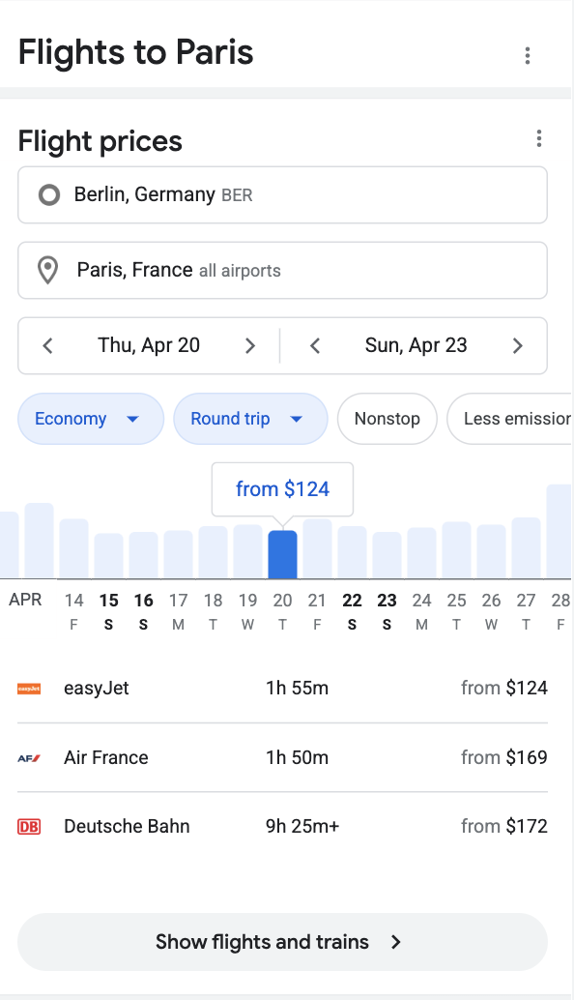 Flights to Paris
Flight prices
Berlin, Germany BER
Paris, France all airports
Thu, Apr 20 Sun, Apr 23
Economy Round trip Nonstop Less emission
from $124
APR 14 15 16 17 18 19 20 21 22 23 24 25 26 27 28
F S S M T W T F S S M T W T F
easyJet easyJet 1h 55m from $124
AF Air France 1h 50m from $169
DB Deutsche Bahn 9h 25m+ from $172
Show flights and trains